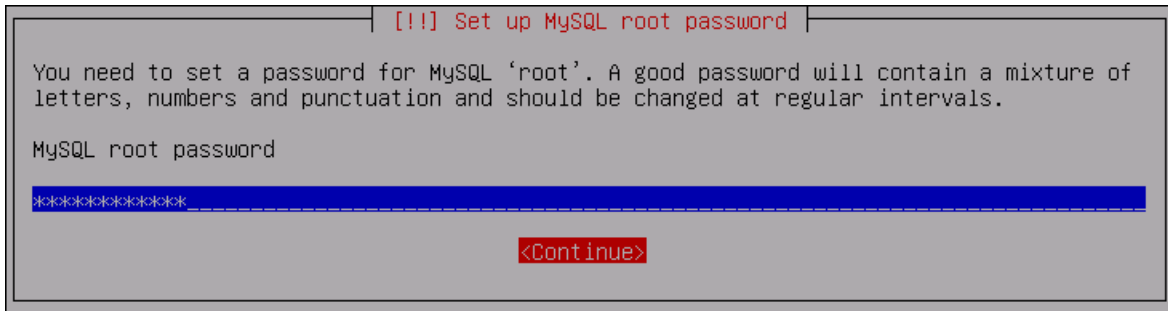 [!!] Set up MySQL root password
You need to set a password for MySQL ‘root’. A good password will contain a mixture of
letters, numbers and punctuation and should be changed at regular intervals.
MySQL root password
************
<Continue>